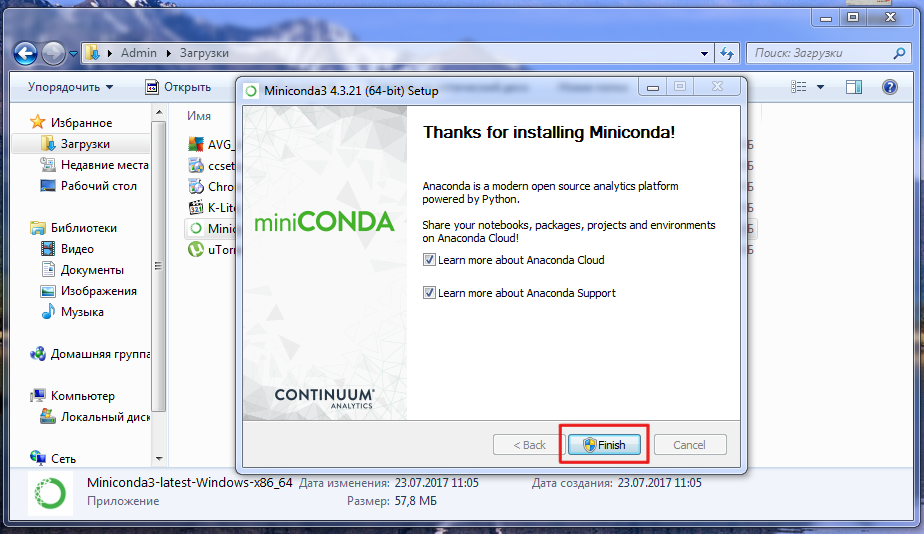 Admin
Загрузки
Поиск: Загрузки
Упорядочить
Открыть
Имя
Избранное
Загрузки
Недавние места
Рабочий стол
Библиотеки
Видео
Документы
Изображения
Музыка
Домашняя группа
Компьютер
Локальный диск
Сеть
AVG_
ccset
Chro
K-Lite
Minic
uTor
Miniconda3 4.3.21 (64-bit) Setup
miniCONDA
CONTINUUM®
ANALYTICS
Thanks for installing Miniconda!
Anaconda is a modern open source analytics platform
powered by Python.
Share your notebooks, packages, projects and environments
on Anaconda Cloud!
Learn more about Anaconda Cloud
Learn more about Anaconda Support
< Back
Finish
Cancel
Miniconda3-latest-Windows-x86_64 Дата изменения: 23.07.2017 11:05 Дата создания: 23.07.2017 11:05
Приложение Размер: 57,8 МБ